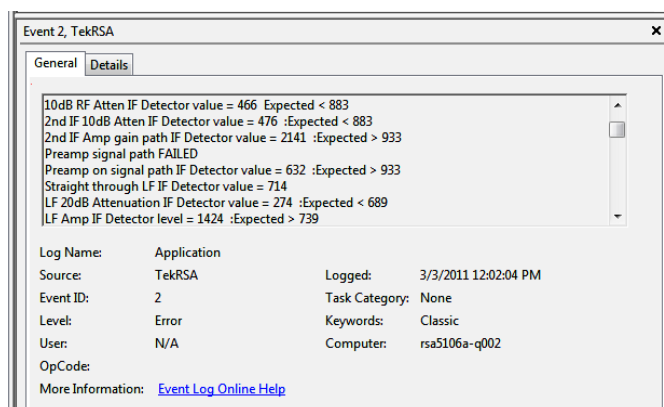 Event 2, TekRSA
General Details
10dB RF Atten IF Detector value = 466 Expected < 883
2nd IF 10dB Atten IF Detector value = 476 :Expected < 883
2nd IF Amp gain path IF Detector value = 2141 :Expected > 933
Preamp signal path FAILED
Preamp on signal path IF Detector value = 632 :Expected > 933
Straight through LF IF Detector value = 714
LF 20dB Attenuation IF Detector value = 274 :Expected < 689
LF Amp IF Detector level = 1424 :Expected > 739
Log Name: Application
Source: TekRSA Logged: 3/3/2011 12:02:04 PM
Event ID: 2 Task Category: None
Level: Error Keywords: Classic
User: N/A Computer: rsa5106a-q002
OpCode:
More Information: Event Log Online Help